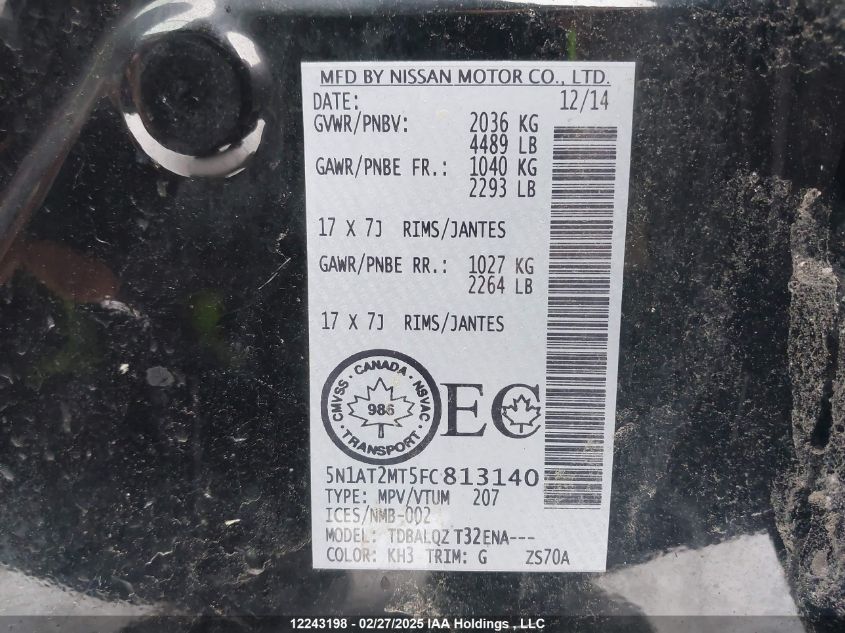 MFD BY NISSAN MOTOR CO., LTD.
DATE: 12/14
GVWR/PNBV: 2036 KG
4489 LB
GAWR/PNBE FR.: 1040 KG
2293 LB
17 X 7J RIMS/JANTES
GAWR/PNBE RR.: 1027 KG
2264 LB
17 X 7J RIMS/JANTES
CMVSS · CANADA · NSVAC
986
· TRANSPORT ·
EC
5N1AT2MT5FC813140
TYPE: MPV/VTUM 207
ICES/NMB-002
MODEL: TDBALQZ T32ENA---
COLOR: KH3 TRIM: G ZS70A
12243198 - 02/27/2025 IAA Holdings , LLC